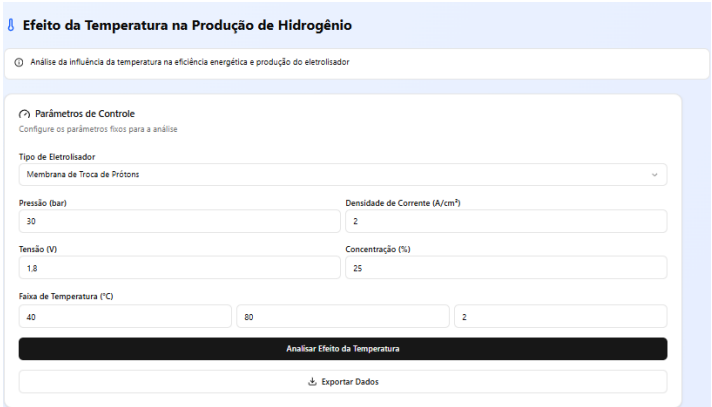 Efeito da Temperatura na Produção de Hidrogênio
Análise da influência da temperatura na eficiência energética e produção do eletrolisador
Parâmetros de Controle
Configure os parâmetros fixos para a análise
Tipo de Eletrolisador
Membrana de Troca de Prótons
Pressão (bar) Densidade de Corrente (A/cm²)
30 2
Tensão (V) Concentração (%)
1,8 25
Faixa de Temperatura (°C)
40 80 2
Analisar Efeito da Temperatura
Exportar Dados